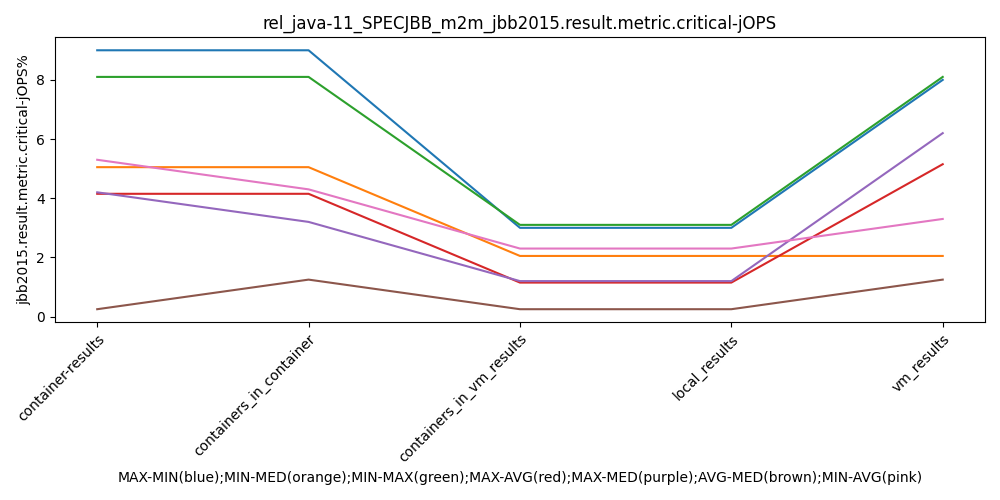 rel_java-11_SPECJBB_m2m_jbb2015.result.metric.critical-jOPS
jbb2015.result.metric.critical-jOPS%
8
6
4
2
0
container-results
containers_in_container
containers_in_vm_results
local_results
vm_results
MAX-MIN(blue);MIN-MED(orange);MIN-MAX(green);MAX-AVG(red);MAX-MED(purple);AVG-MED(brown);MIN-AVG(pink)